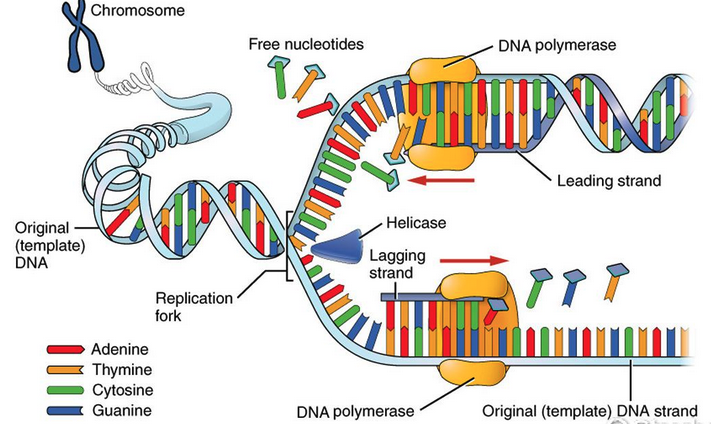 Chromosome
Free nucleotides
DNA polymerase
Leading strand
Helicase
Original
(template)
DNA
Lagging
strand
Replication
fork
Adenine
Thymine
Cytosine
Guanine
DNA polymerase
Original (template) DNA strand